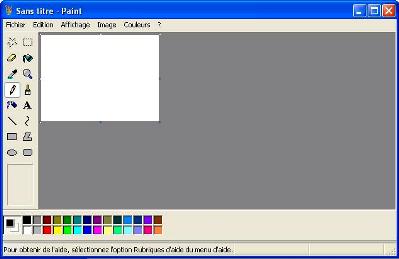 Sans titre - Paint
Fichier Edition Affichage Image Couleurs ?
A
Pour obtenir de l'aide, sélectionnez l'option Rubriques d'aide du menu d'aide.